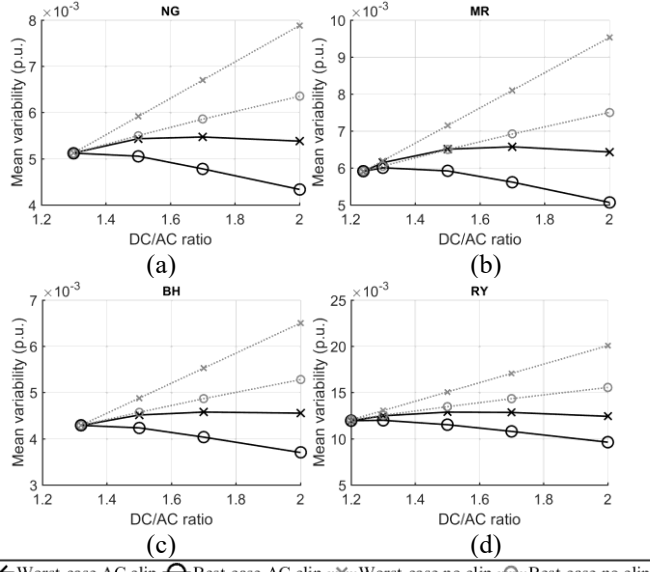 ×10⁻³ NG ×10⁻³ MR
8 10
7 9
8
6 7
5 6
4 5
Mean variability (p.u.) Mean variability (p.u.)
1.2 1.4 1.6 1.8 2 1.2 1.4 1.6 1.8 2
DC/AC ratio DC/AC ratio
(a) (b)
×10⁻³ BH ×10⁻³ RY
7 25
6 20
5 15
4 10
3 5
Mean variability (p.u.) Mean variability (p.u.)
1.2 1.4 1.6 1.8 2 1.2 1.4 1.6 1.8 2
DC/AC ratio DC/AC ratio
(c) (d)
Worst-case AC clip Best-case AC clip Worst-case no clip Best-case no clip